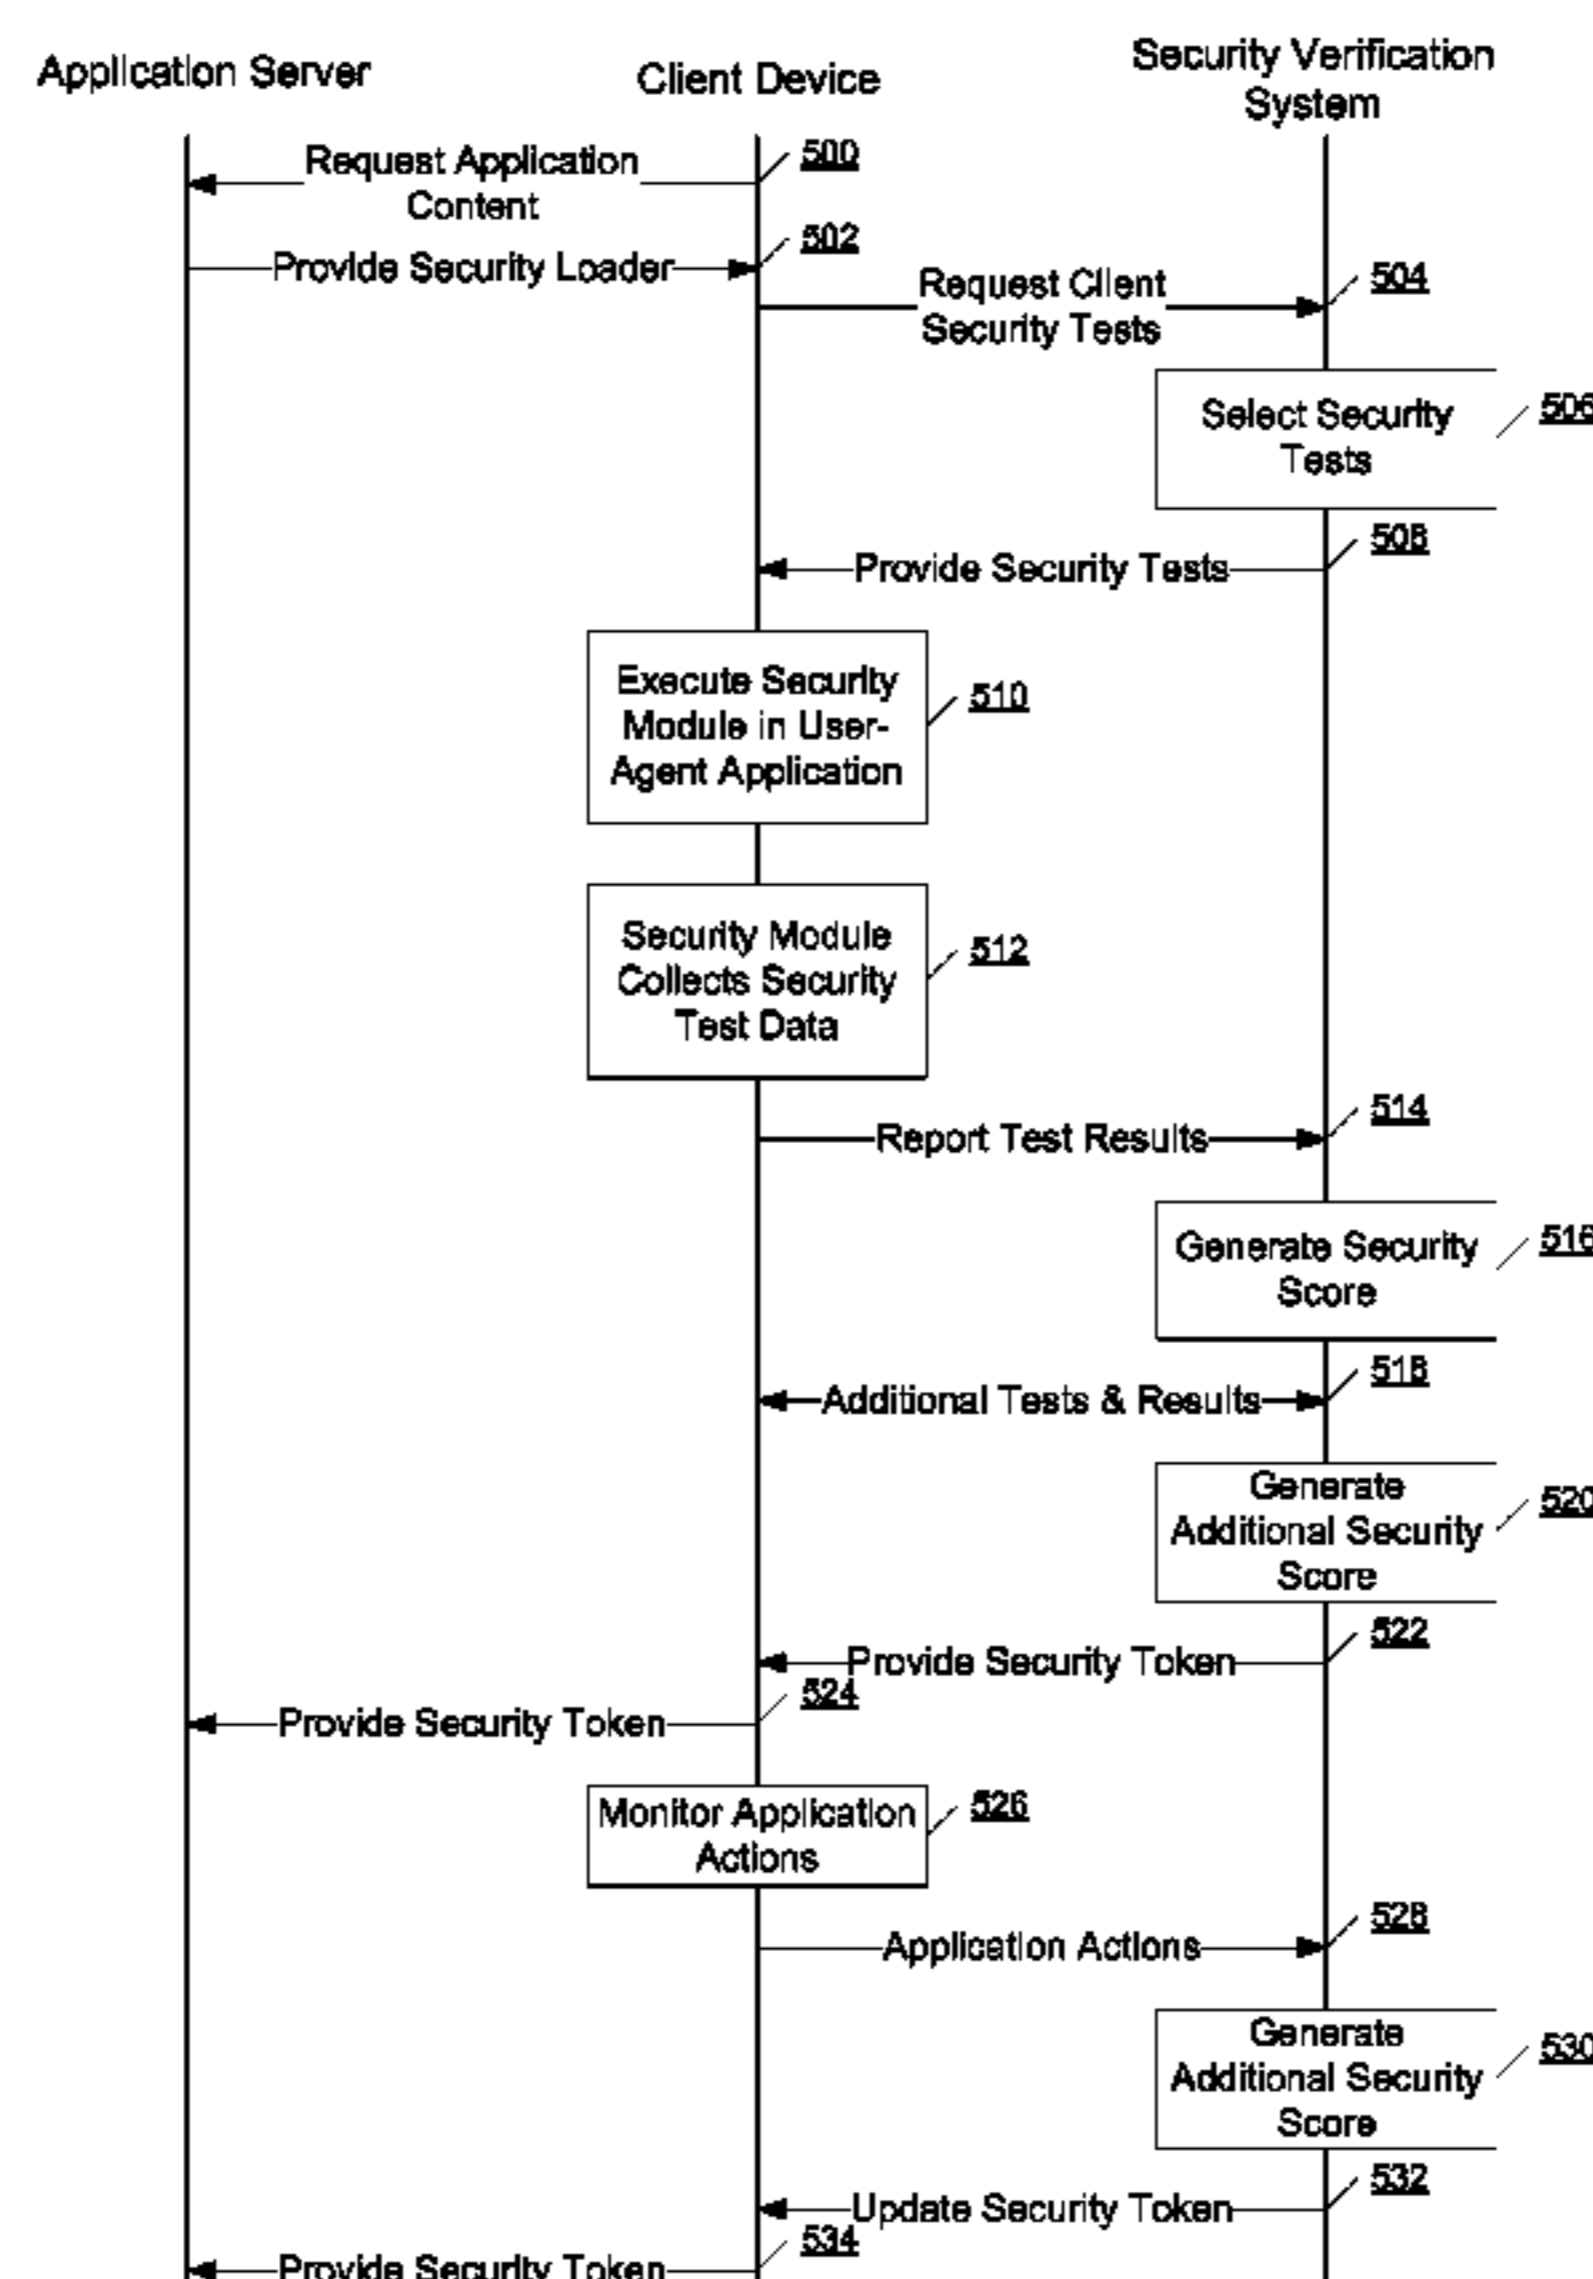 Application Server
Client Device
Security Verification
System
500
Request Application
Content
502
Provide Security Loader
504
Request Client
Security Tests
Select Security
Tests
506
508
Provide Security Tests
Execute Security
Module in User-
Agent Application
510
Security Module
Collects Security
Test Data
512
514
Report Test Results
Generate Security
Score
516
518
Additional Tests & Results
Generate
Additional Security
Score
520
522
Provide Security Token
524
Provide Security Token
Monitor Application
Actions
526
528
Application Actions
Generate
Additional Security
Score
530
532
Update Security Token
534
Provide Security Token